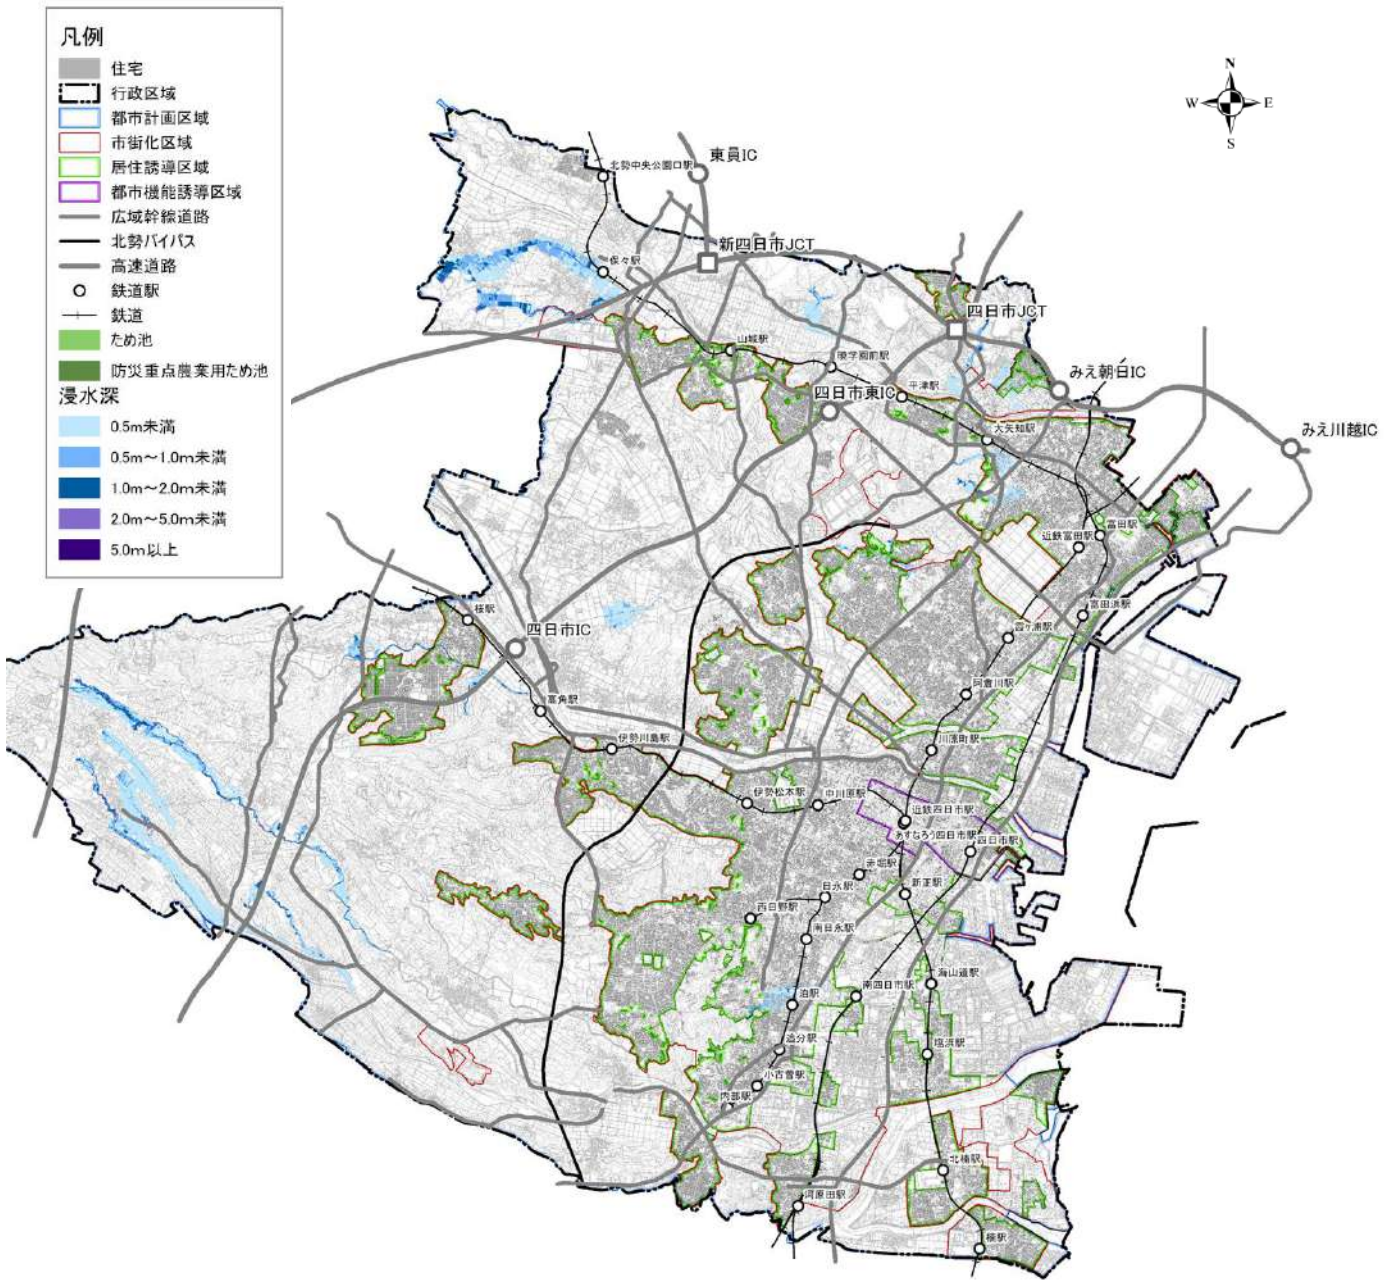 凡例
住宅
行政区域
都市計画区域
市街化区域
居住誘導区域
都市機能誘導区域
広域幹線道路
北勢バイパス
高速道路
鉄道駅
鉄道
ため池
防災重点農業用ため池
浸水深
0.5m未満
0.5m～1.0m未満
1.0m～2.0m未満
2.0m～5.0m未満
5.0m以上
N
W
E
S
北勢中央公園口駅
東員IC
新四日市JCT
保々駅
四日市JCT
山城駅
暁学園前駅
みえ朝日IC
平津駅
四日市東IC
大矢知駅
みえ川越IC
富田駅
近鉄富田駅
富田浜駅
桜駅
四日市IC
霞ヶ浦駅
阿倉川駅
高角駅
伊勢川島駅
川原町駅
伊勢松本駅
中川原駅
近鉄四日市駅
あすなろう四日市駅
四日市駅
赤堀駅
日永駅
新正駅
西日野駅
南日永駅
海山道駅
南四日市駅
泊駅
追分駅
塩浜駅
小古曽駅
内部駅
北楠駅
河原田駅
楠駅